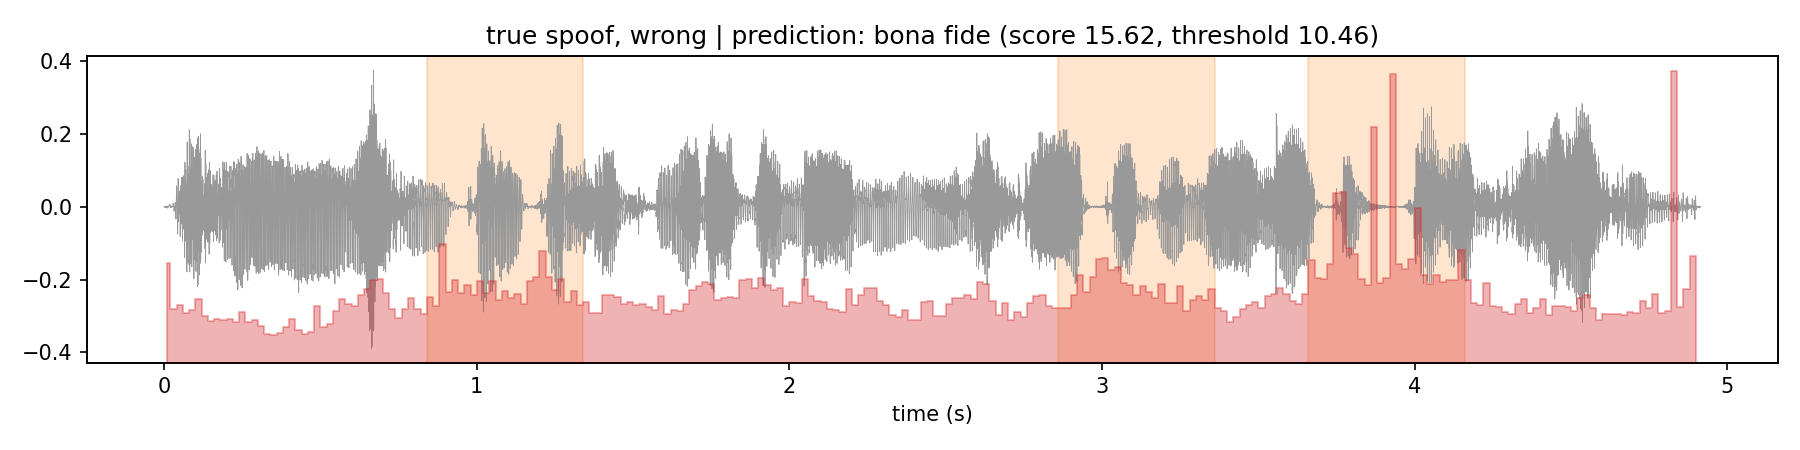 true spoof, wrong | prediction: bona fide (score 15.62, threshold 10.46)
0.4
0.2
0.0
−0.2
−0.4
0 1 2 3 4 5
time (s)